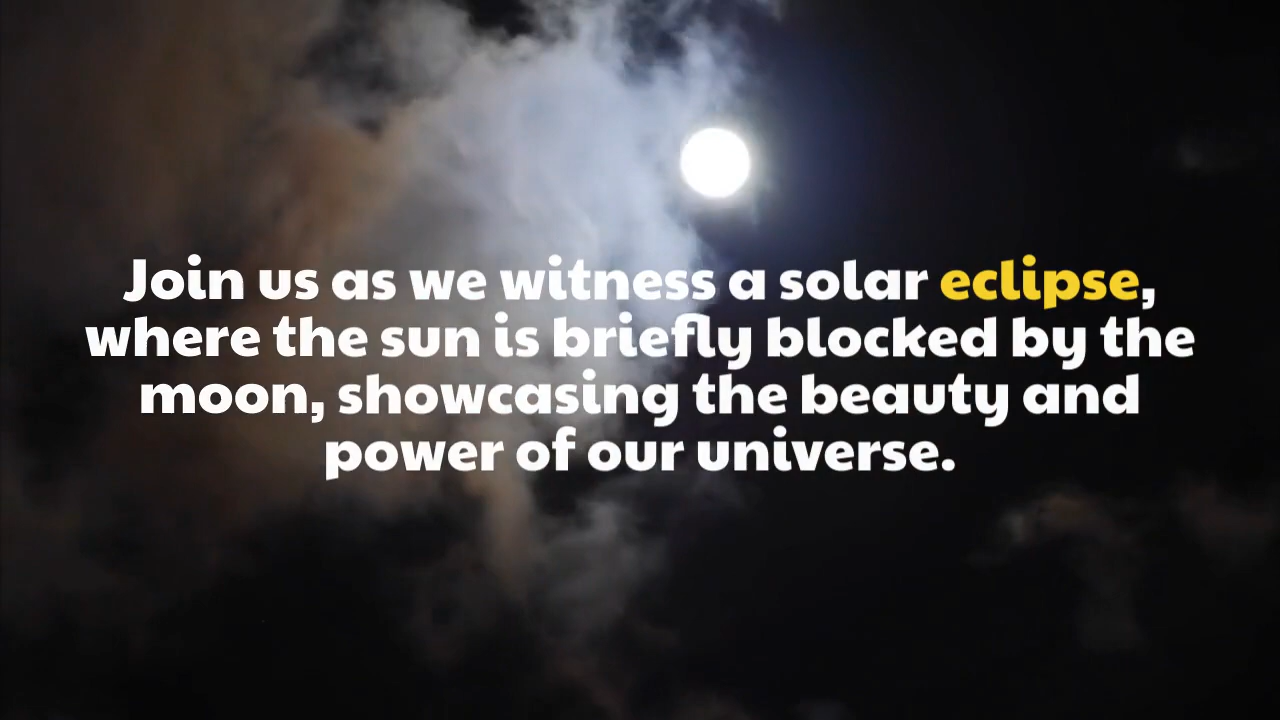 Join us as we witness a solar eclipse,
where the sun is briefly blocked by the
moon, showcasing the beauty and
power of our universe.